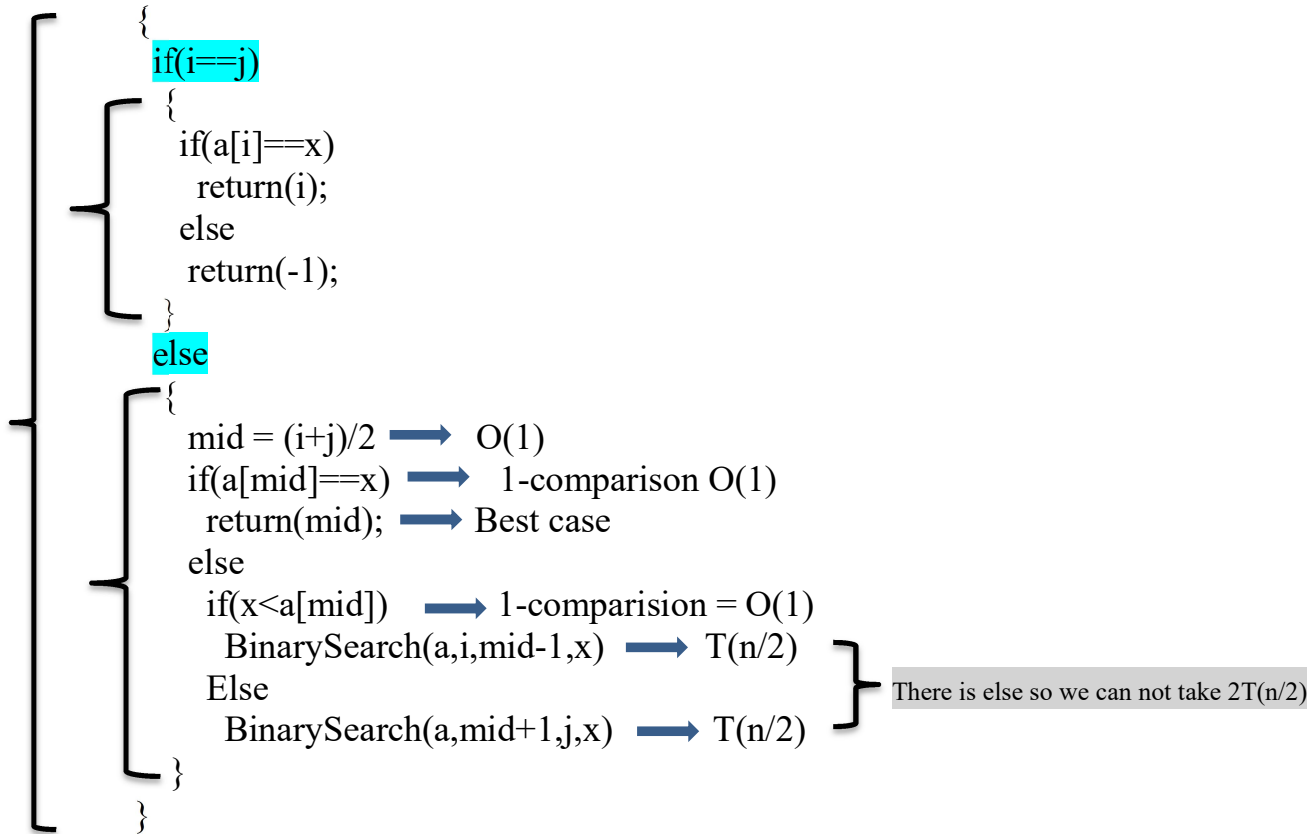 {
if(i==j)
{
if(a[i]==x)
return(i);
else
return(-1);
}
else
{
mid = (i+j)/2 O(1)
if(a[mid]==x) 1-comparison O(1)
return(mid); Best case
else
if(x<a[mid]) 1-comparision = O(1)
BinarySearch(a,i,mid-1,x) T(n/2)
Else
There is else so we can not take 2T(n/2)
BinarySearch(a,mid+1,j,x) T(n/2)
}
}